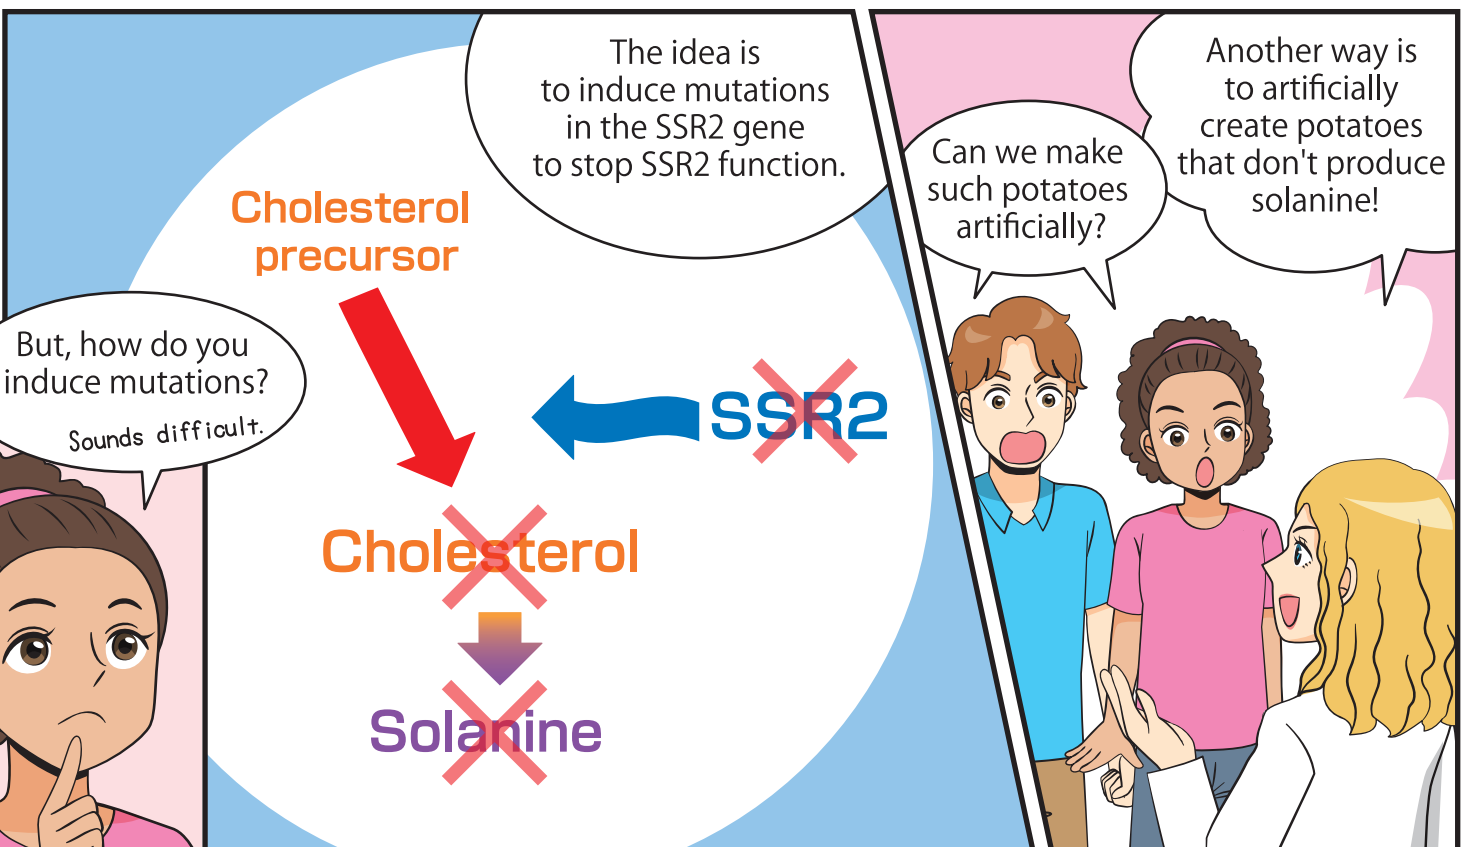 Another way is
to artificially
create potatoes
that don't produce
solanine!
Can we make
such potatoes
artificially?
The idea is
to induce mutations
in the SSR2 gene
to stop SSR2 function.
Cholesterol
precursor
SSR2
Cholesterol
Solanine
But, how do you
induce mutations?
Sounds difficult.